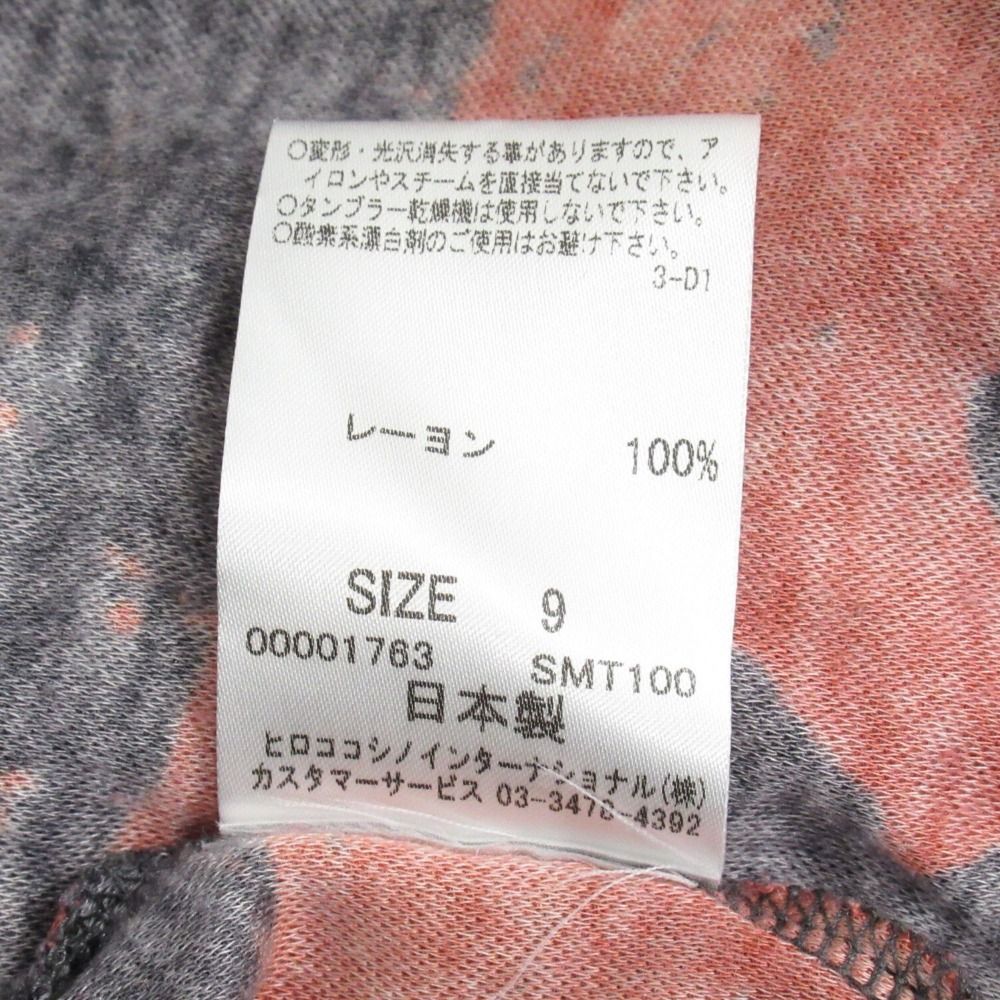 ○変形・光沢消失する事がありますので、ア
イロンやスチームを直接当てないで下さい。
○タンブラー乾燥機は使用しないで下さい。
○酸素系漂白剤のご使用はお避け下さい。
3-D1
レーヨン 100%
SIZE 9
00001763 SMT100
日本製
ヒロココシノインターナショナル(株)
カスタマーサービス 03-3478-4392